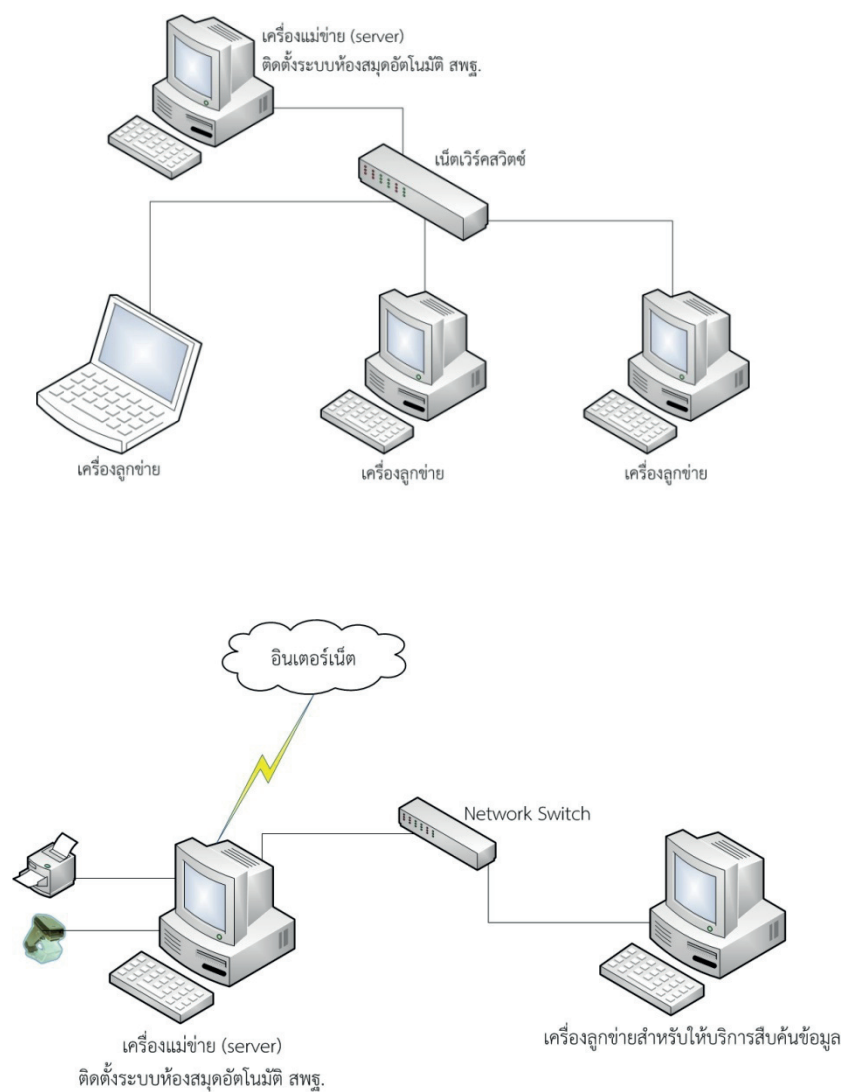 เครื่องแม่ข่าย (server)
ติดตั้งระบบห้องสมุดอัตโนมัติ สพฐ.
เน็ตเวิร์คสวิตซ์
เครื่องลูกข่าย
เครื่องลูกข่าย
เครื่องลูกข่าย
อินเตอร์เน็ต
Network Switch
เครื่องแม่ข่าย (server)
ติดตั้งระบบห้องสมุดอัตโนมัติ สพฐ.
เครื่องลูกข่ายสำหรับให้บริการสืบค้นข้อมูล